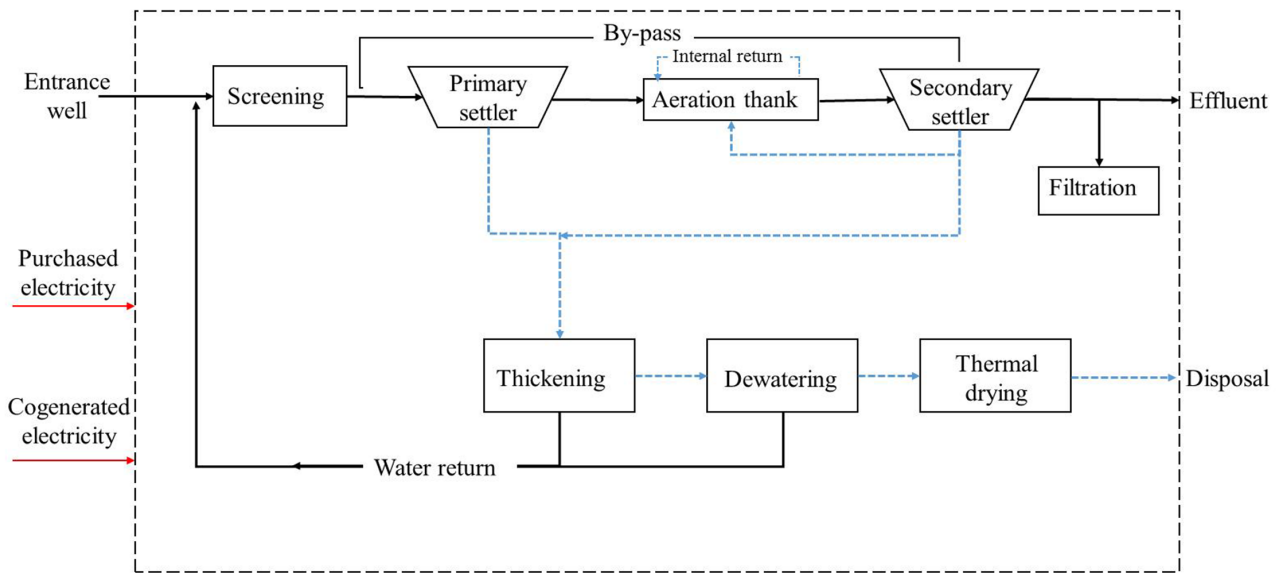 By-pass
Internal return
Entrance
well
Screening
Primary
settler
Aeration thank
Secondary
settler
Effluent
Filtration
Purchased
electricity
Thickening
Dewatering
Thermal
drying
Disposal
Cogenerated
electricity
Water return